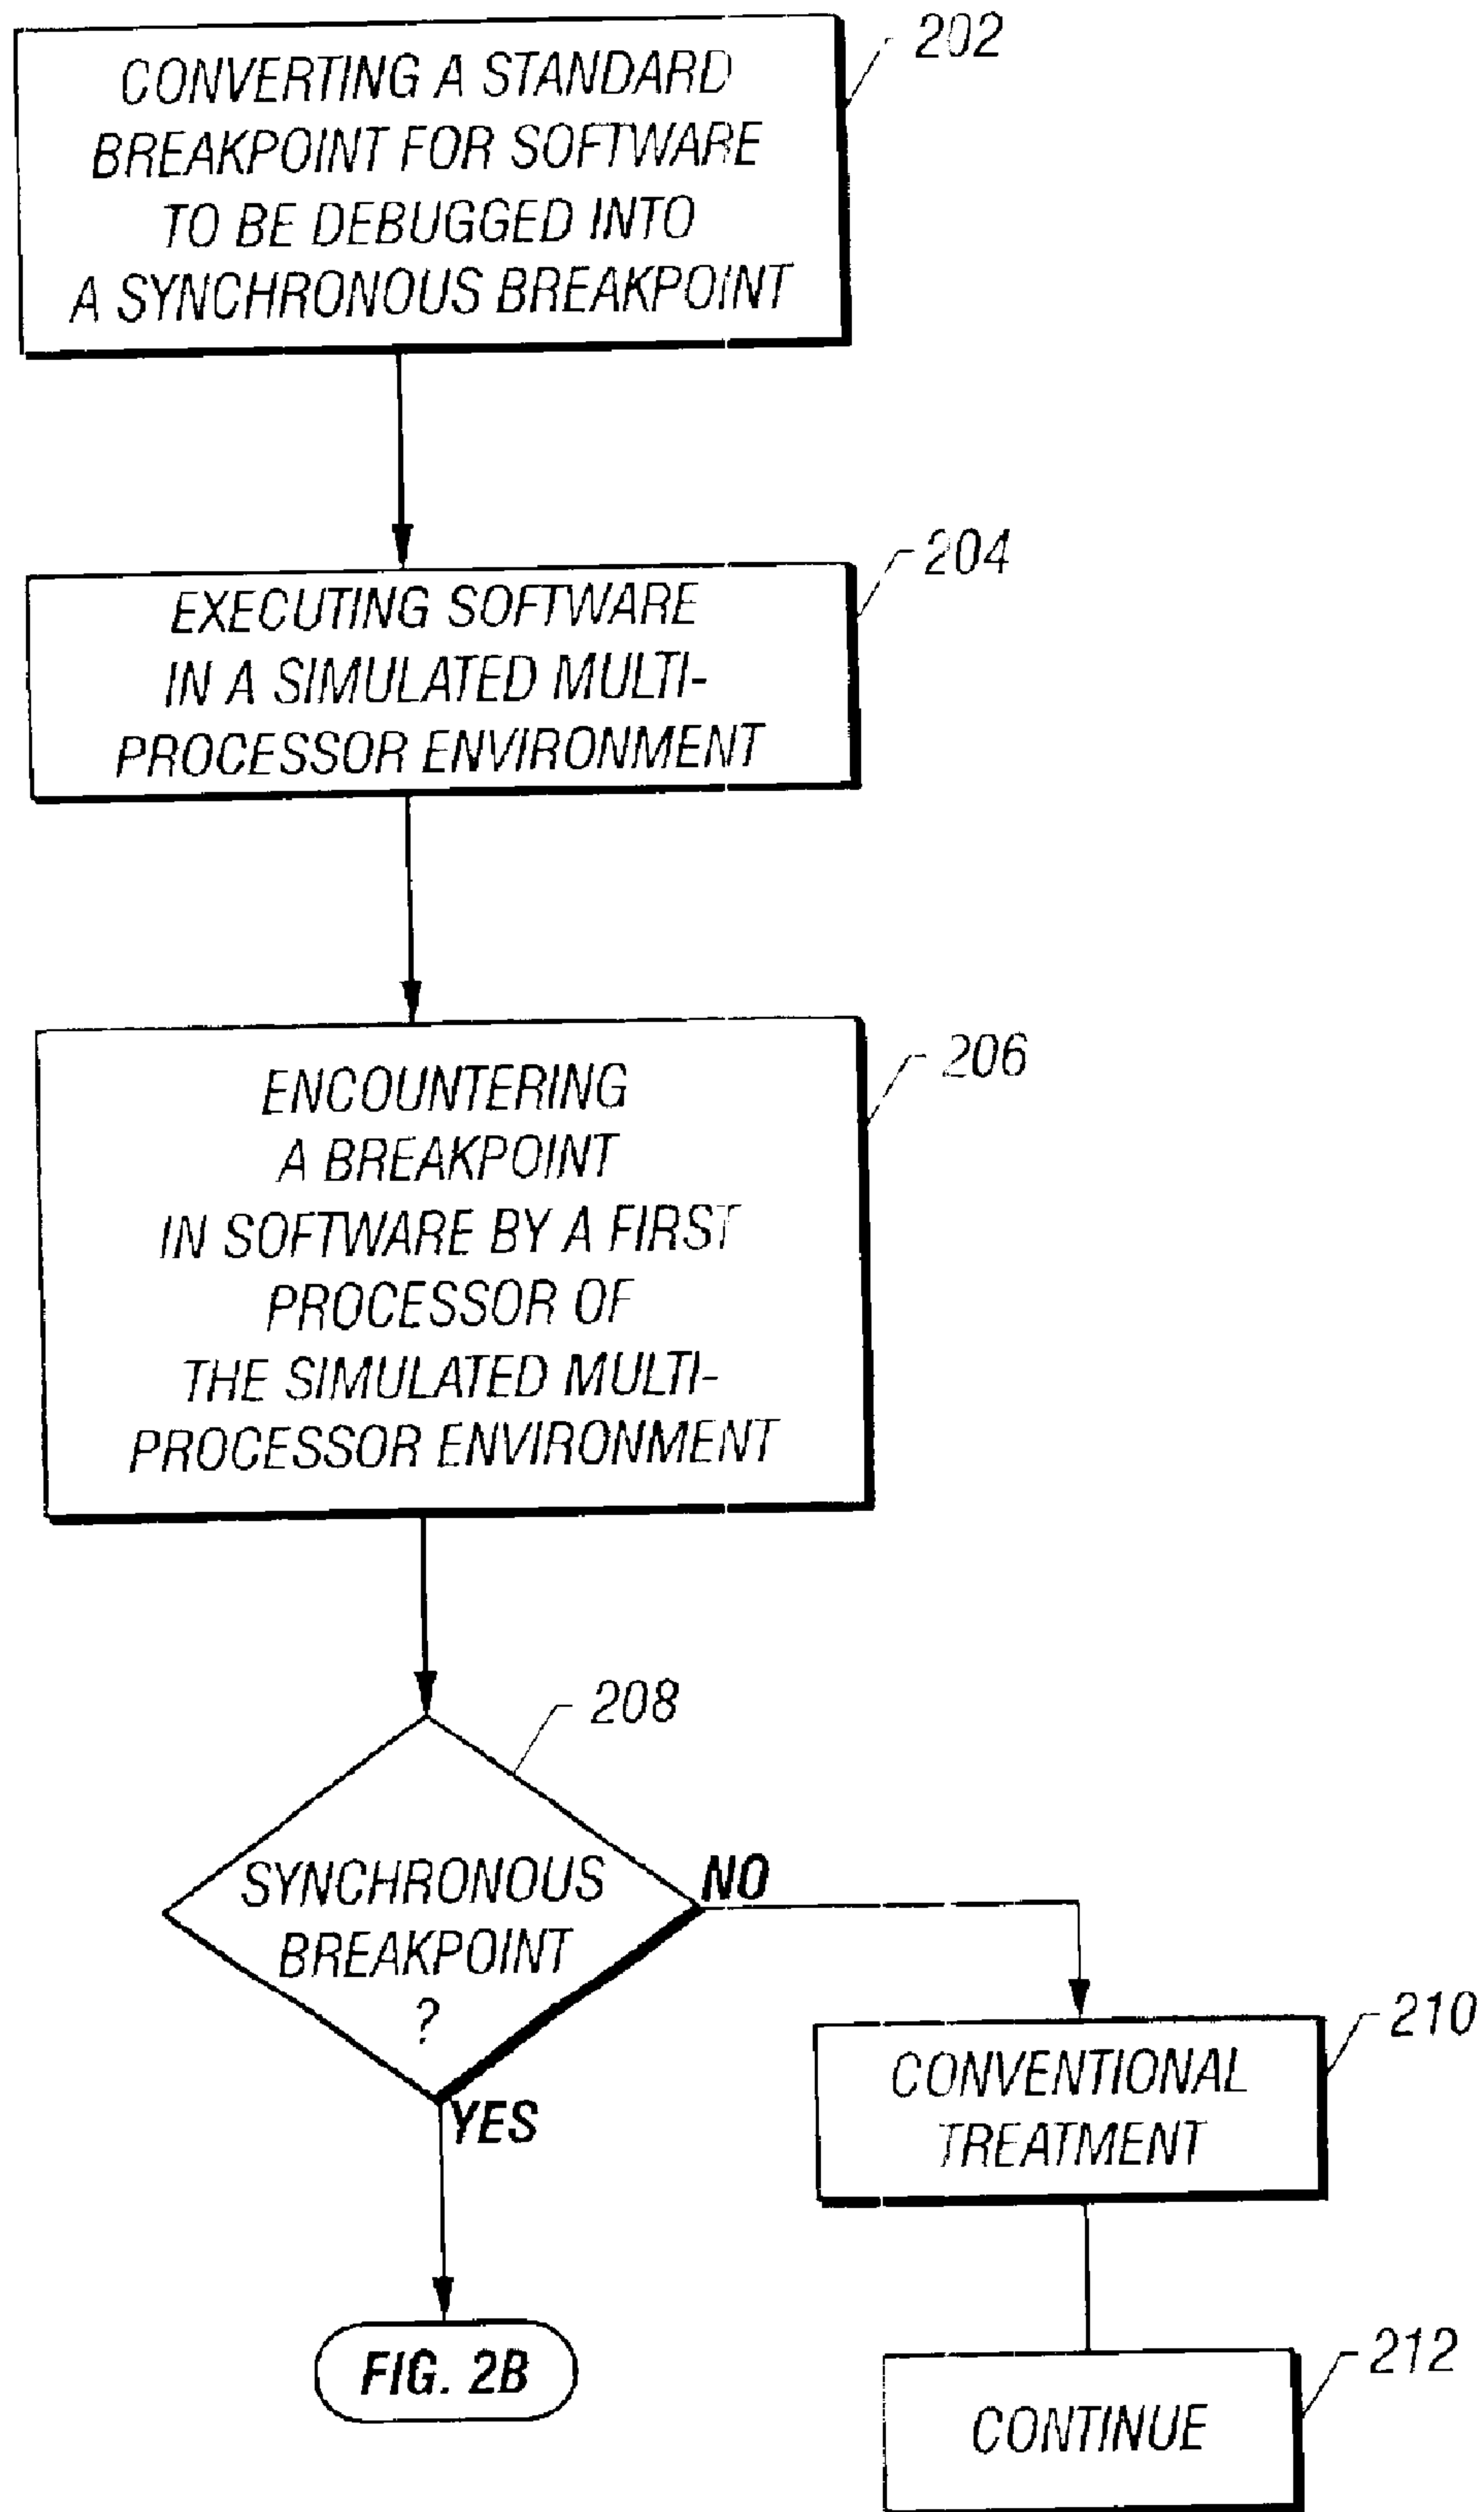 202
CONVERTING A STANDARD
BREAKPOINT FOR SOFTWARE
TO BE DEBUGGED INTO
A SYNCHRONOUS BREAKPOINT
204
EXECUTING SOFTWARE
IN A SIMULATED MULTI-
PROCESSOR ENVIRONMENT
206
ENCOUNTERING
A BREAKPOINT
IN SOFTWARE BY A FIRST
PROCESSOR OF
THE SIMULATED MULTI-
PROCESSOR ENVIRONMENT
208
SYNCHRONOUS
BREAKPOINT
?
NO
YES
210
CONVENTIONAL
TREATMENT
FIG. 2B
212
CONTINUE